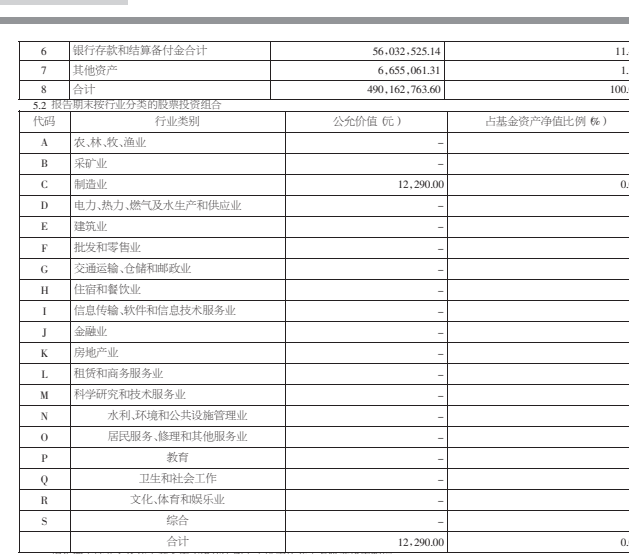 6 银行存款和结算备付金合计 56,032,525.14 11.
7 其他资产 6,655,061.31 1.
8 合计 490,162,763.60 100.
5.2 报告期末按行业分类的股票投资组合
代码 行业类别 公允价值(元) 占基金资产净值比例(%)
A 农、林、牧、渔业 –
B 采矿业 –
C 制造业 12,290.00 0.
D 电力、热力、燃气及水生产和供应业 –
E 建筑业 –
F 批发和零售业 –
G 交通运输、仓储和邮政业 –
H 住宿和餐饮业 –
I 信息传输、软件和信息技术服务业 –
J 金融业 –
K 房地产业 –
L 租赁和商务服务业 –
M 科学研究和技术服务业 –
N 水利、环境和公共设施管理业 –
O 居民服务、修理和其他服务业 –
P 教育 –
Q 卫生和社会工作 –
R 文化、体育和娱乐业 –
S 综合 –
合计 12,290.00 0.